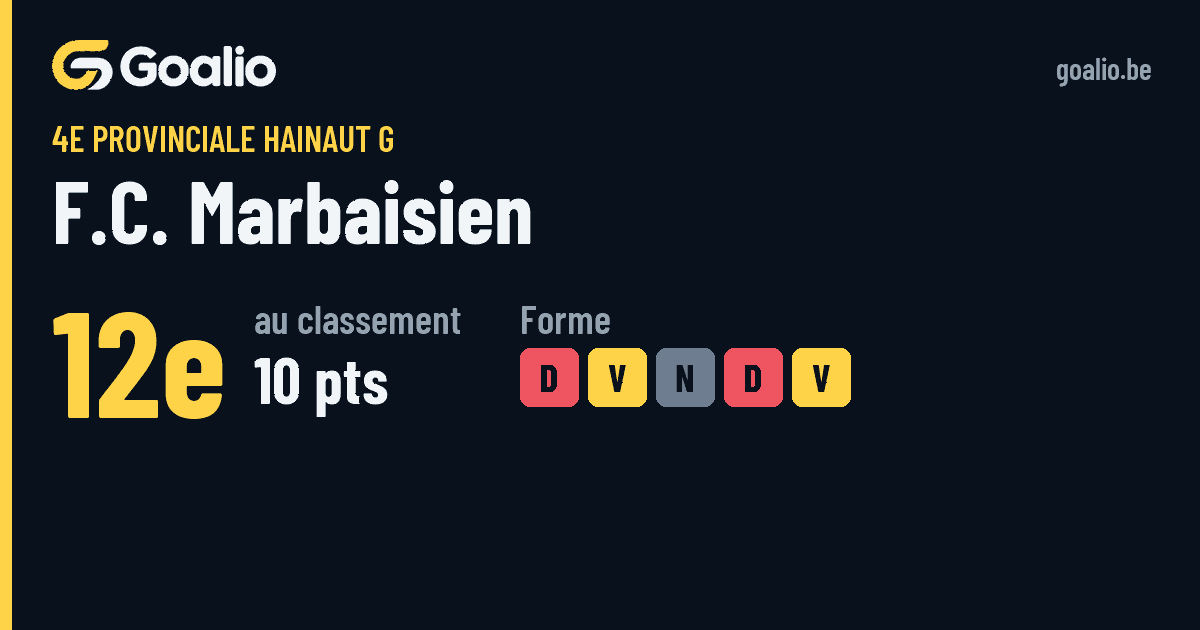 Goalio
goalio.be
4E PROVINCIALE HAINAUT G
F.C. Marbaisien
12e
au classement
10 pts
Forme
D V N D V